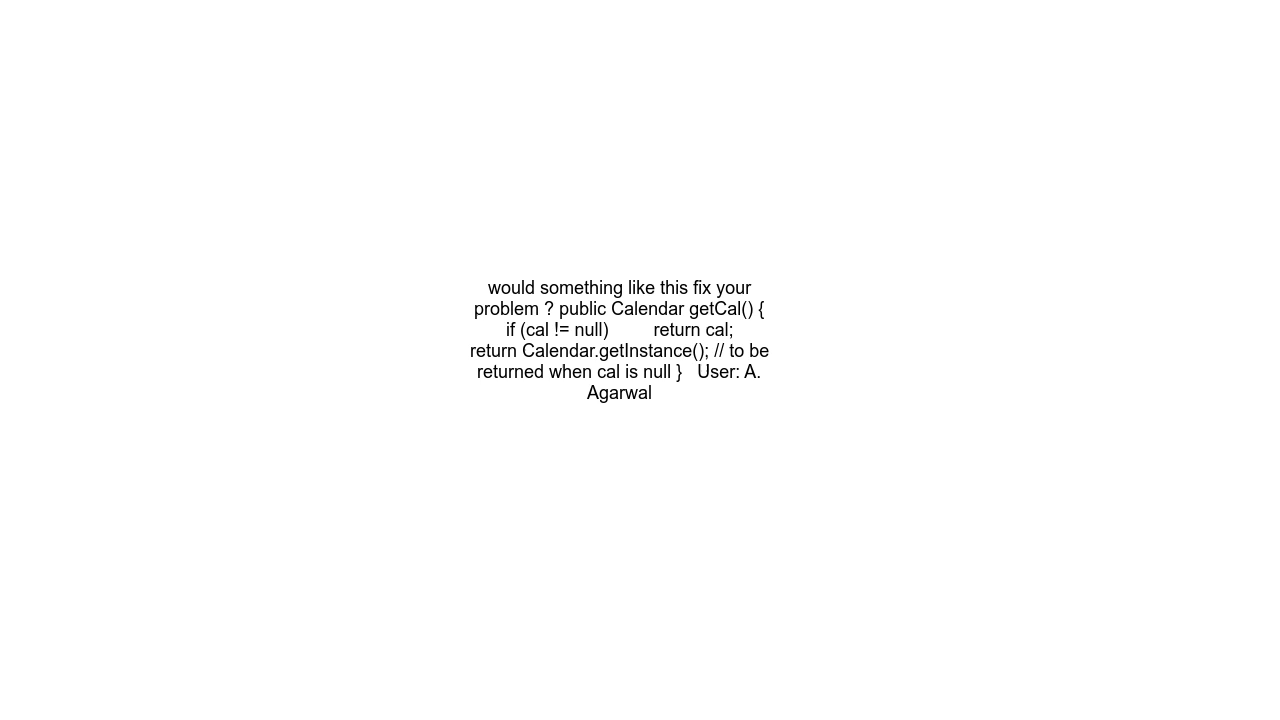 would something like this fix your
problem ? public Calendar getCal() {
if (cal != null)         return cal;
return Calendar.getInstance(); // to be
returned when cal is null }   User: A.
Agarwal